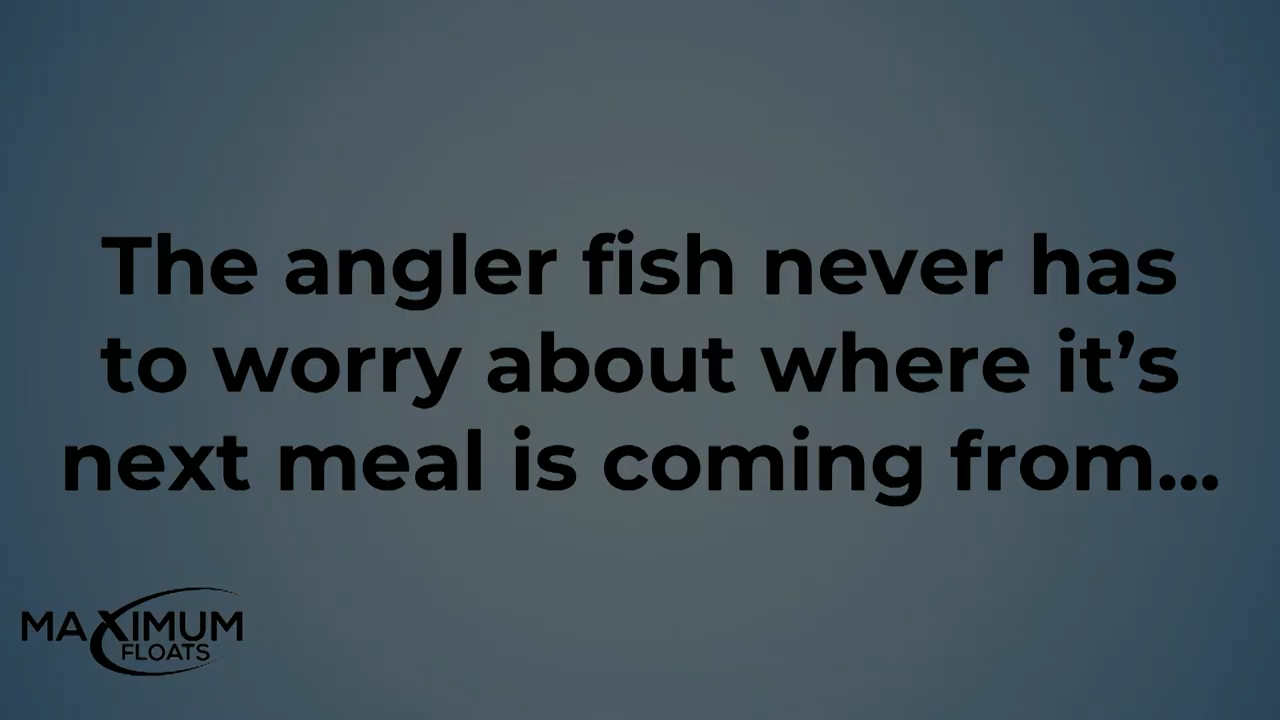 The angler fish never has
to worry about where it’s
next meal is coming from...
MAXIMUM
FLOATS